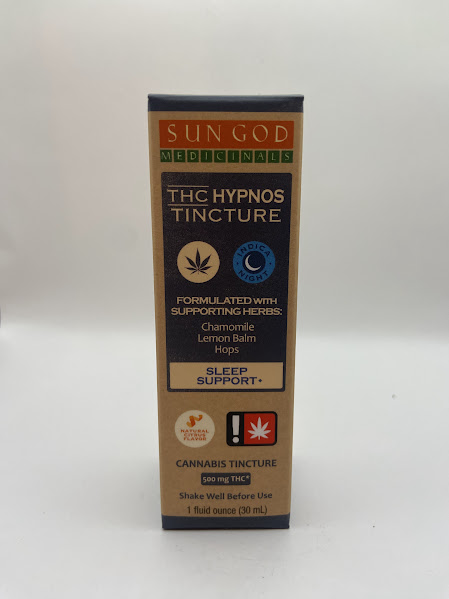 SUN GOD
MEDICINALS
THC HYPNOS
TINCTURE
INDICA
NIGHT
FORMULATED WITH
SUPPORTING HERBS:
Chamomile
Lemon Balm
Hops
SLEEP
SUPPORT+
NATURAL
CITRUS
FLAVOR
!
CANNABIS TINCTURE
500 mg THC*
Shake Well Before Use
1 fluid ounce (30 mL)